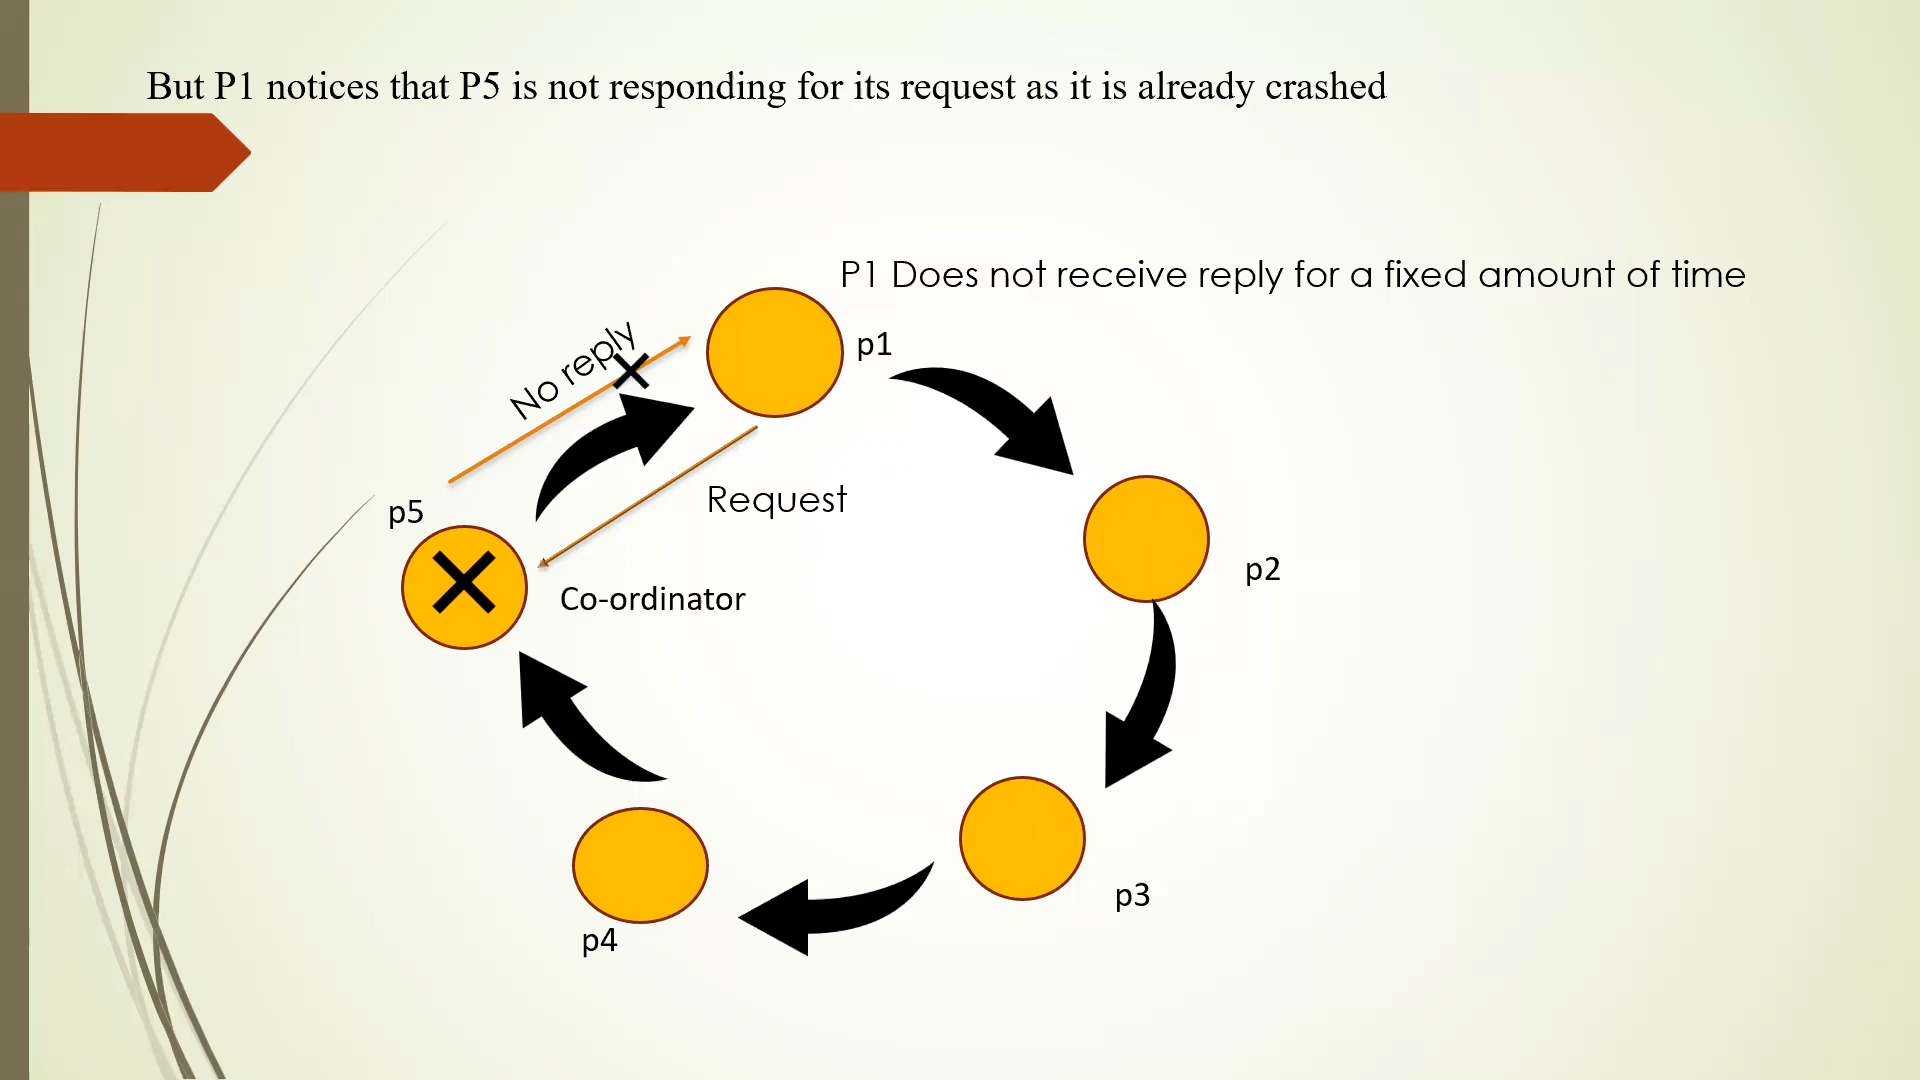 But P1 notices that P5 is not responding for its request as it is already crashed
P1 Does not receive reply for a fixed amount of time
No reply
p1
Request
p5
p2
Co-ordinator
p3
p4